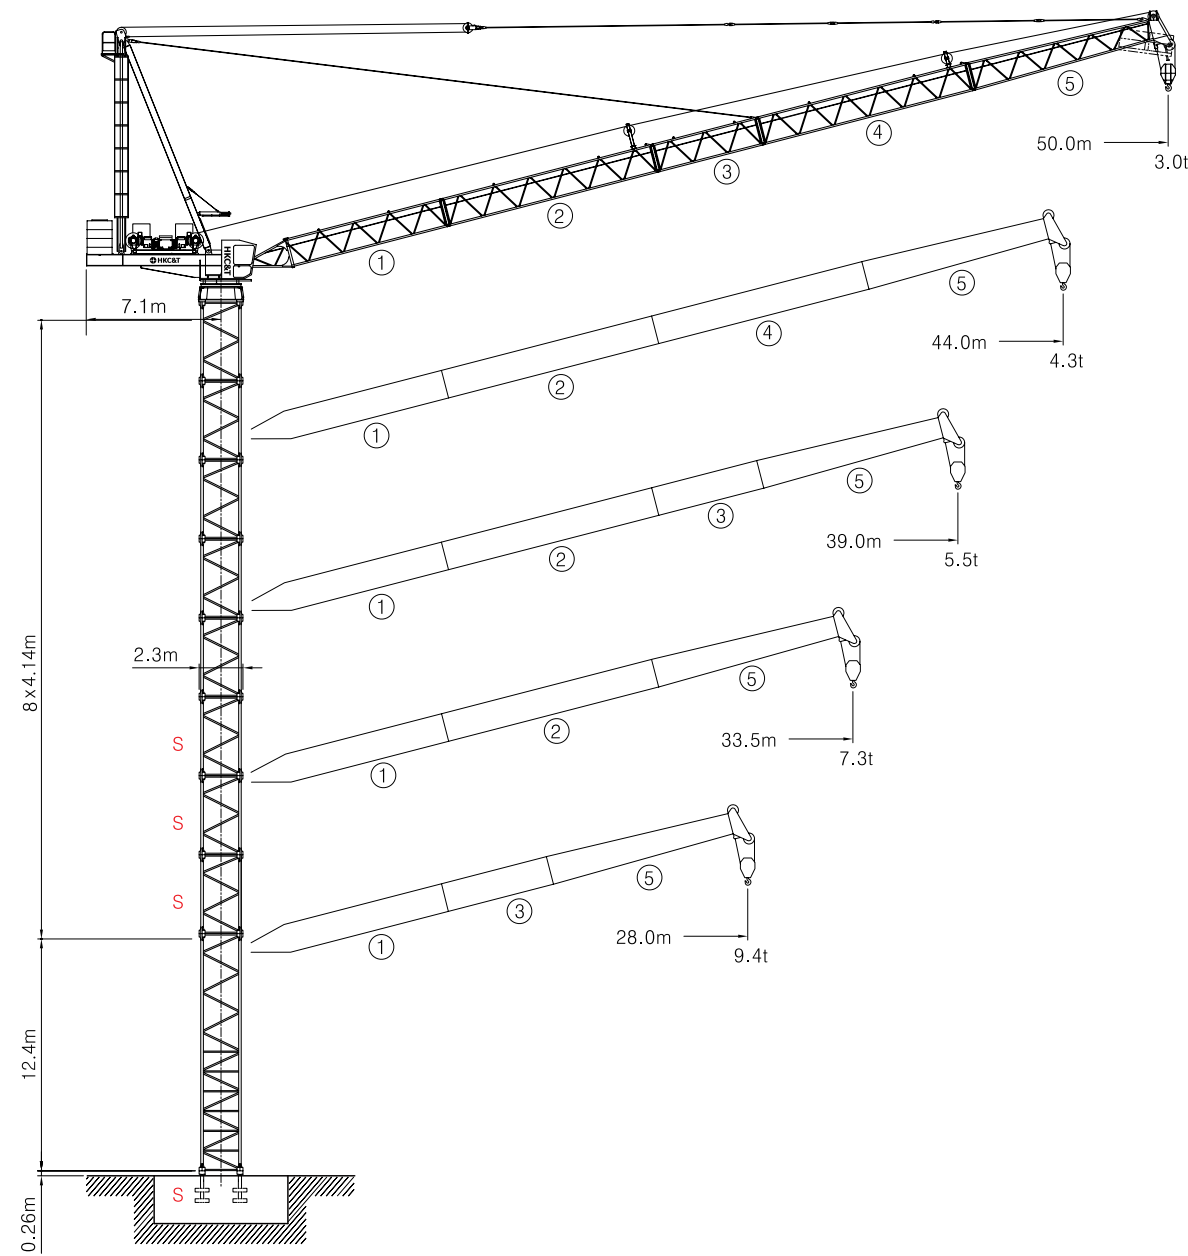 ⑤
④
50.0m
3.0t
③
②
①
HKC&T
HKC&T
7.1m
⑤
④
44.0m
4.3t
②
①
⑤
③
39.0m
5.5t
②
①
8x4.14m
2.3m
⑤
②
33.5m
7.3t
S
①
S
⑤
S
③
28.0m
9.4t
①
12.4m
S
0.26m